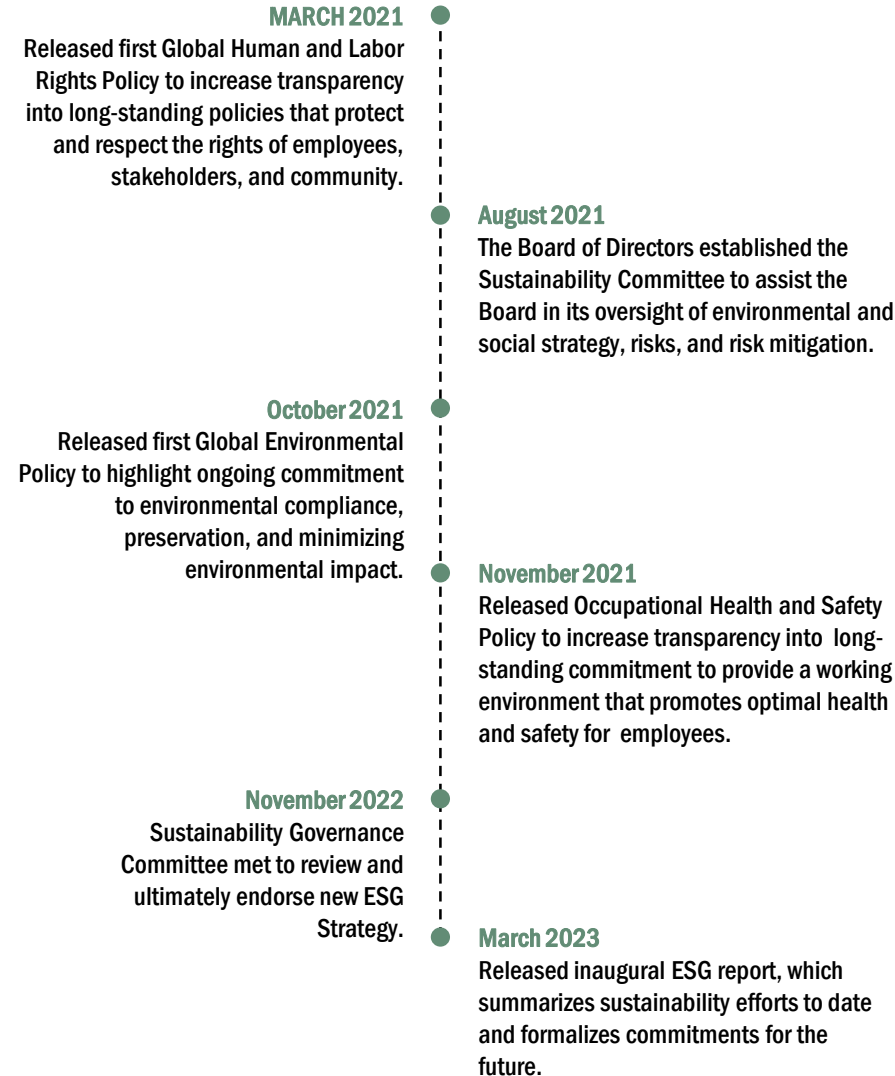 MARCH 2021
Released first Global Human and Labor
Rights Policy to increase transparency
into long-standing policies that protect
and respect the rights of employees,
stakeholders, and community.
August 2021
The Board of Directors established the
Sustainability Committee to assist the
Board in its oversight of environmental and
social strategy, risks, and risk mitigation.
October 2021
Released first Global Environmental
Policy to highlight ongoing commitment
to environmental compliance,
preservation, and minimizing
environmental impact.
November 2021
Released Occupational Health and Safety
Policy to increase transparency into long-
standing commitment to provide a working
environment that promotes optimal health
and safety for employees.
November 2022
Sustainability Governance
Committee met to review and
ultimately endorse new ESG
Strategy.
March 2023
Released inaugural ESG report, which
summarizes sustainability efforts to date
and formalizes commitments for the
future.